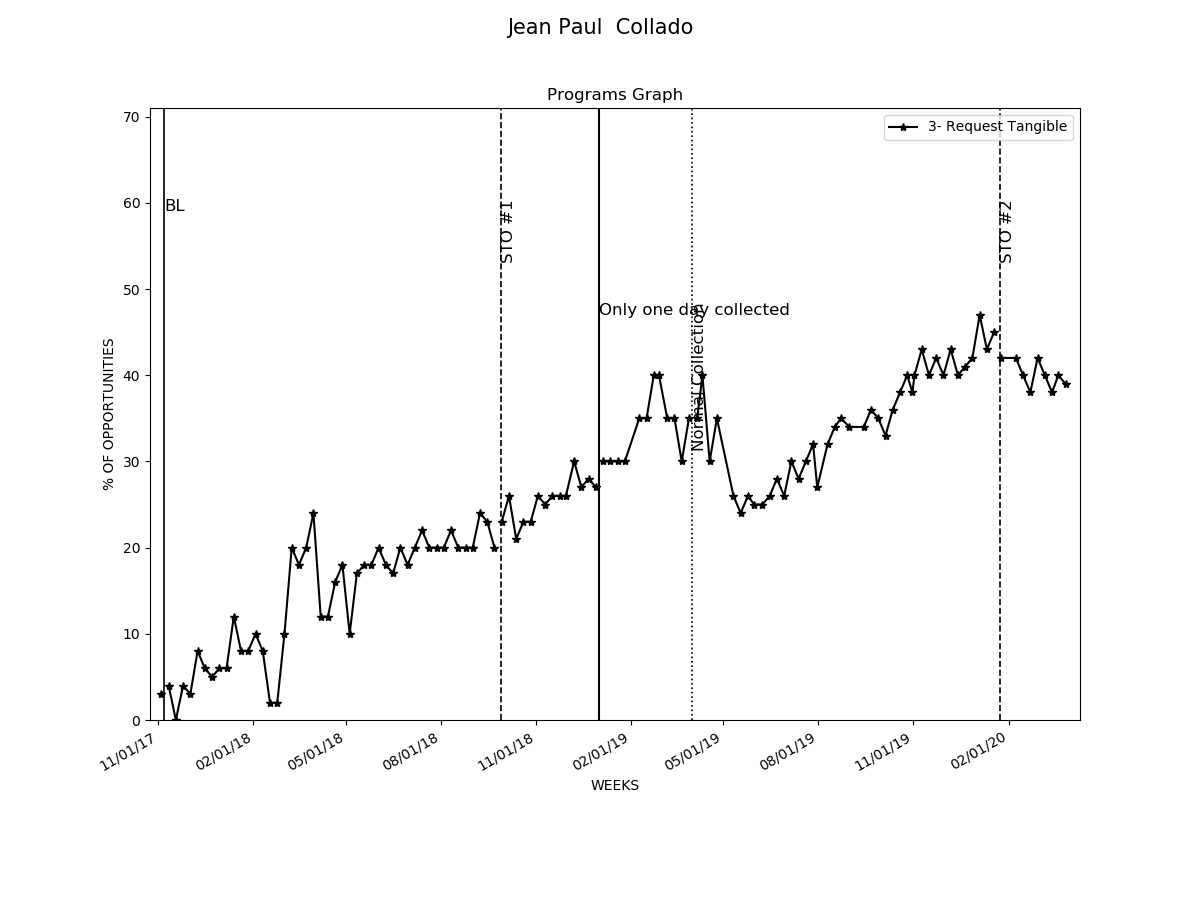 Jean Paul  Collado
Programs Graph
3- Request Tangible
70
60
50
40
30
20
10
0
% OF OPPORTUNITIES
BL
STO #1
Only one day collected
Normal Collection
STO #2
11/01/17
02/01/18
05/01/18
08/01/18
11/01/18
02/01/19
05/01/19
08/01/19
11/01/19
02/01/20
WEEKS